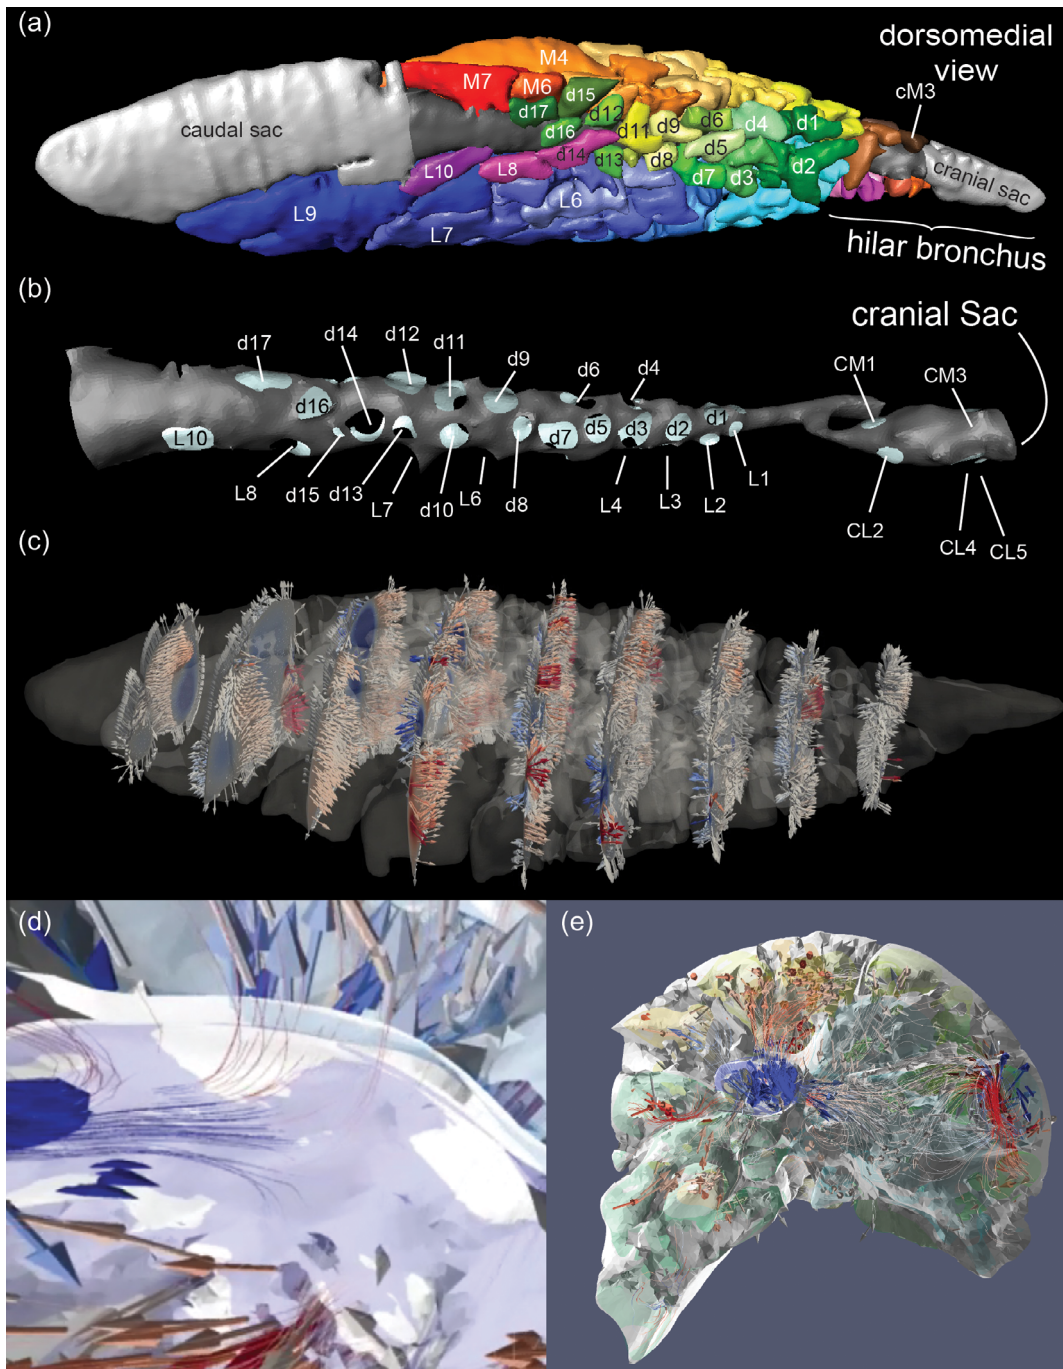 (a)
dorsomedial
view
M4
M7
M6
d15
d17
d12
d16
d11
d9
d6
d4
d1
cM3
caudal sac
d14
d13
d8
d5
d2
L10
L8
d7
d3
cranial sac
L9
L6
L7
hilar bronchus
(b)
cranial Sac
d17
d14
d12
d11
d9
d6
d4
CM1
CM3
d16
L10
d7
d5
d3
d2
d1
L8
d15
d13
L7
d10
L6
d8
L4
L3
L2
L1
CL2
CL4
CL5
(c)
(d)
(e)